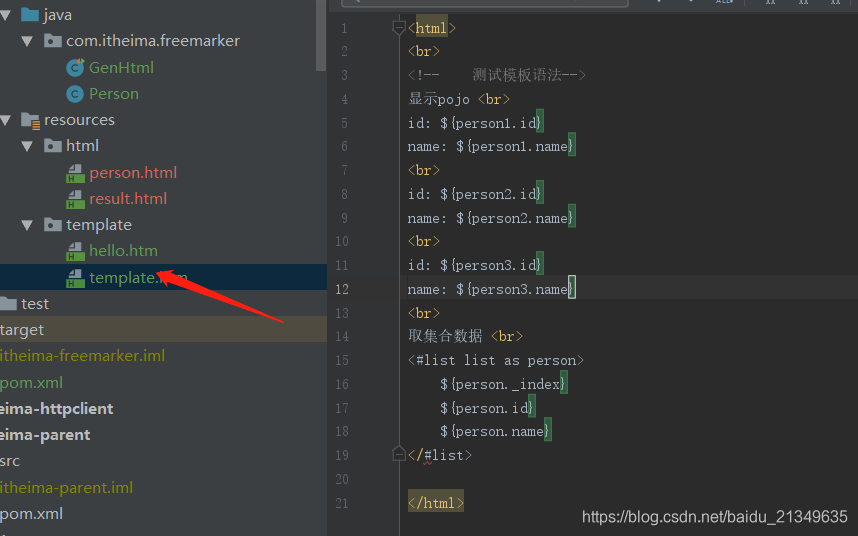 java
com.itheima.freemarker
GenHtml
Person
resources
html
person.html
result.html
template
hello.htm
test
target
itheima-freemarker.iml
pom.xml
eima-httpclient
eima-parent
src
itheima-parent.iml
pom.xml
1 <html>
2 <br>
3 <!-- 测试模板语法-->
4 显示pojo <br>
5 id: ${person1.id}
6 name: ${person1.name}
7 <br>
8 id: ${person2.id}
9 name: ${person2.name}
10 <br>
11 id: ${person3.id}
12 name: ${person3.name}
13 <br>
14 取集合数据 <br>
15 <#list list as person>
16 ${person._index}
17 ${person.id}
18 ${person.name}
19 </#list>
20
21 </html>
https://blog.csdn.net/baidu_21349635